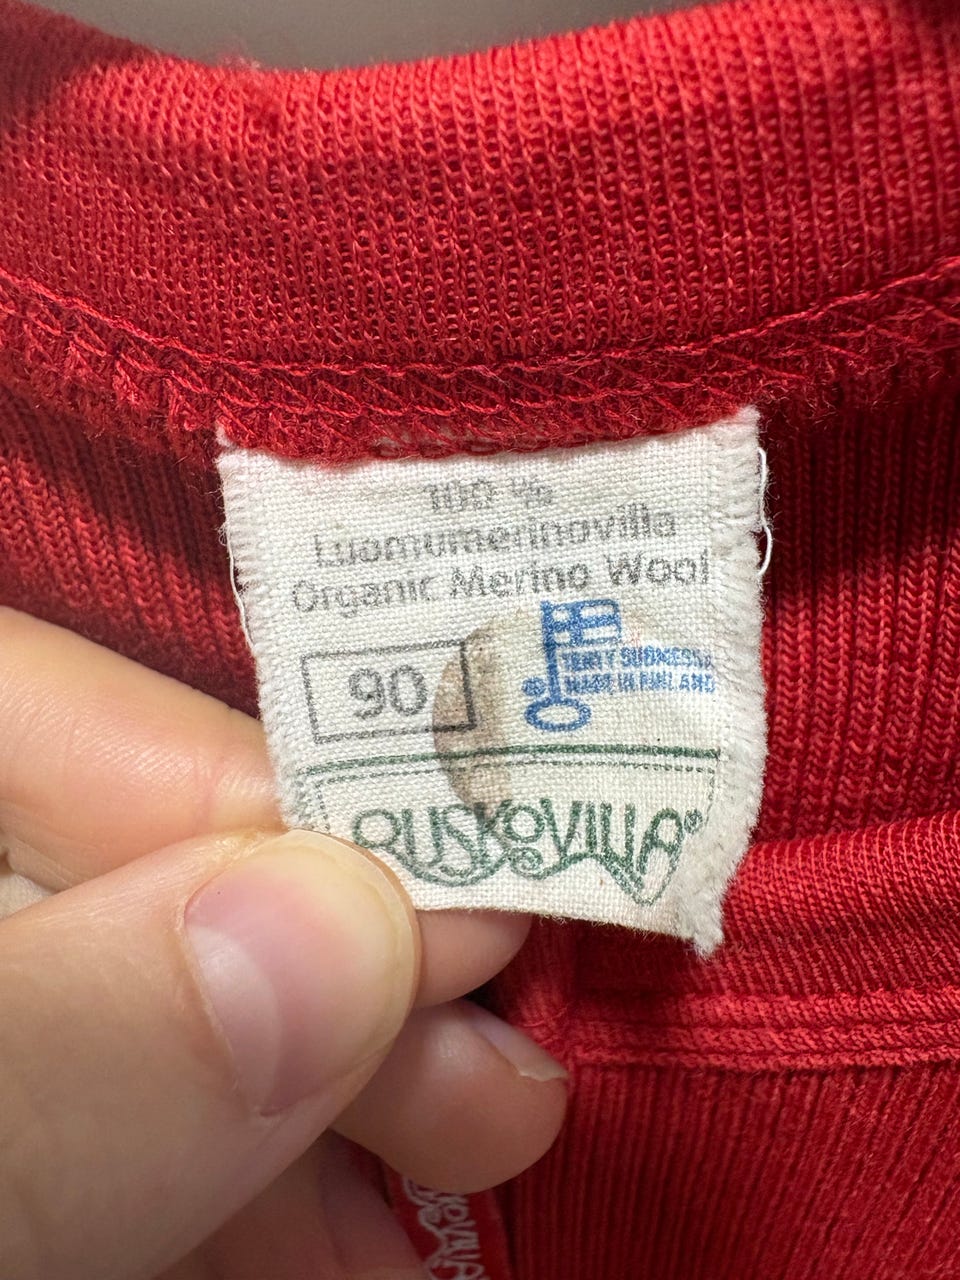 100 %
Luomumerinovilla
Organic Merino Wool
90
TEHTY SUOMESSA
MADE IN FINLAND
RUSKOVILLA®